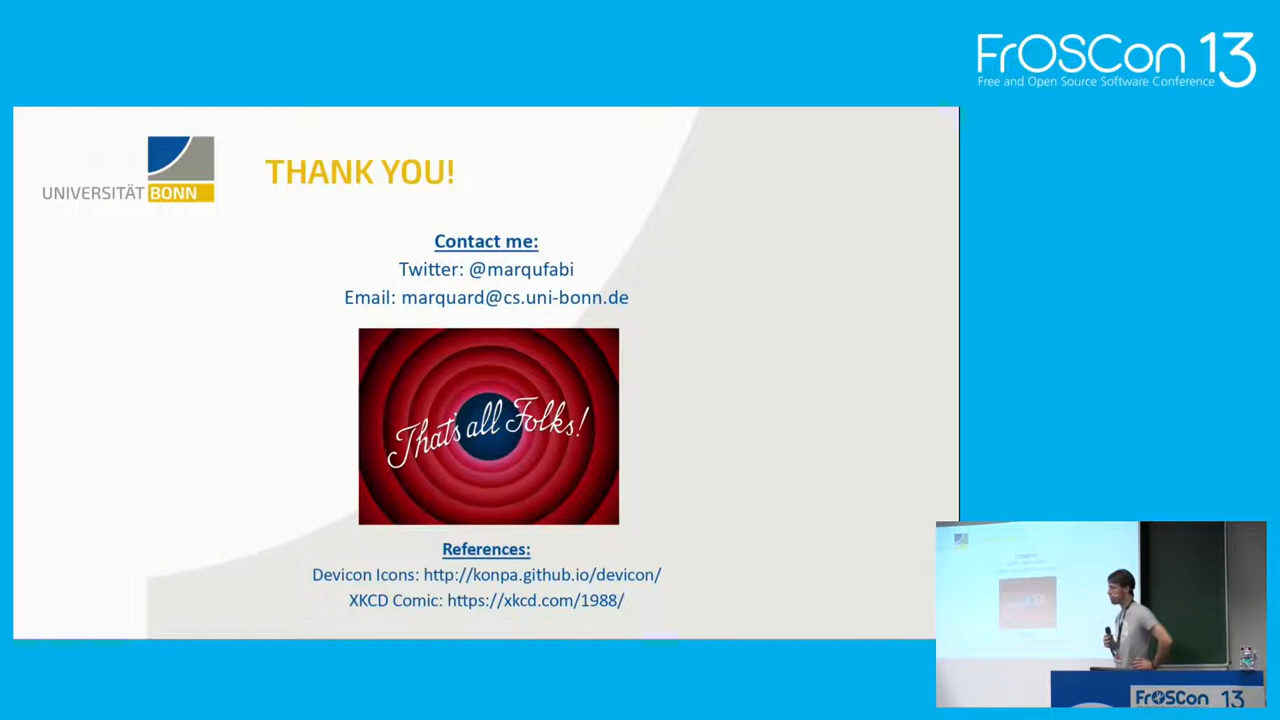 FrOSCon 13
Free and Open Source Software Conference
UNIVERSITÄT BONN
THANK YOU!
Contact me:
Twitter: @marqufabi
Email: marquard@cs.uni-bonn.de
That's all Folks!
References:
Devicon Icons: http://konpa.github.io/devicon/
XKCD Comic: https://xkcd.com/1988/
FrOSCon 13